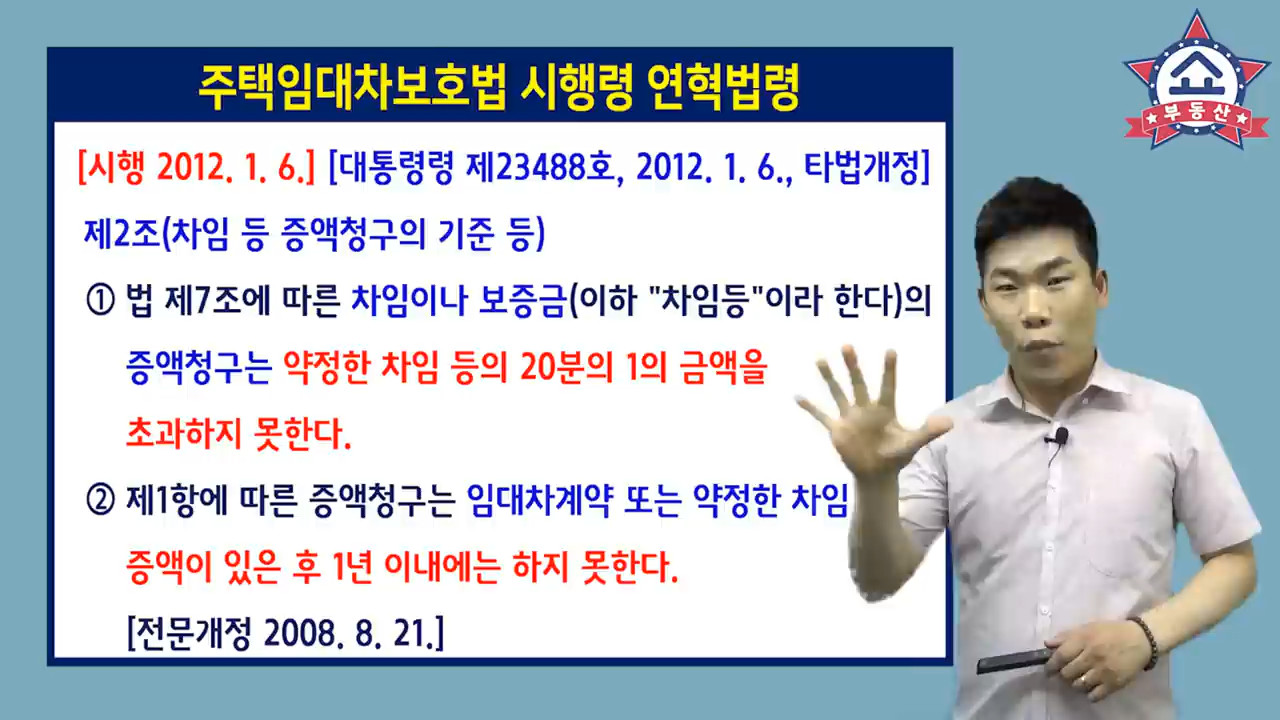 주택임대차보호법 시행령 연혁법령
[시행 2012. 1. 6.] [대통령령 제23488호, 2012. 1. 6., 타법개정]
제2조(차임 등 증액청구의 기준 등)
① 법 제7조에 따른 차임이나 보증금(이하 "차임등"이라 한다)의
증액청구는 약정한 차임 등의 20분의 1의 금액을
초과하지 못한다.
② 제1항에 따른 증액청구는 임대차계약 또는 약정한 차임
증액이 있은 후 1년 이내에는 하지 못한다.
[전문개정 2008. 8. 21.]
쇼
부동산